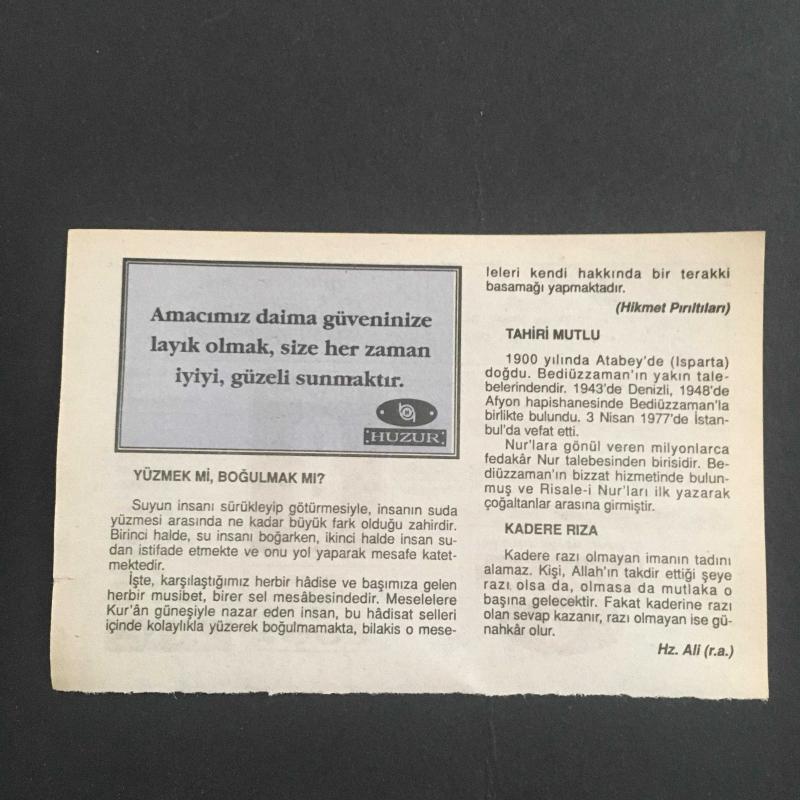 Amacımız daima güveninize
layık olmak, size her zaman
iyiyi, güzeli sunmaktır.
HUZUR
YÜZMEK Mİ, BOĞULMAK MI?
Suyun insanı sürükleyip götürmesiyle, insanın suda
yüzmesi arasında ne kadar büyük fark olduğu zahirdir.
Birinci halde, su insanı boğarken, ikinci halde insan su-
dan istifade etmekte ve onu yol yaparak mesafe katet-
mektedir.
İşte, karşılaştığımız herbir hâdise ve başımıza gelen
herbir musibet, birer sel mesâbesindedir. Meselelere
Kur'ân güneşiyle nazar eden insan, bu hâdisat selleri
içinde kolaylıkla yüzerek boğulmamakta, bilakis o mese-
leleri kendi hakkında bir terakki
basamağı yapmaktadır.
(Hikmet Pırıltıları)
TAHİRİ MUTLU
1900 yılında Atabey'de (Isparta)
doğdu. Bediüzzaman'ın yakın tale-
belerindendir. 1943'de Denizli, 1948'de
Afyon hapishanesinde Bediüzzaman'la
birlikte bulundu. 3 Nisan 1977'de İstan-
bul'da vefat etti.
Nur'lara gönül veren milyonlarca
fedakâr Nur talebesinden birisidir. Be-
diüzzaman'ın bizzat hizmetinde bulun-
muş ve Risale-i Nur'ları ilk yazarak
çoğaltanlar arasına girmiştir.
KADERE RIZA
Kadere razı olmayan imanın tadını
alamaz. Kişi, Allah'ın takdir ettiği şeye
razı olsa da, olmasa da mutlaka o
başına gelecektir. Fakat kaderine razı
olan sevap kazanır, razı olmayan ise gü-
nahkâr olur.
Hz. Ali (r.a.)